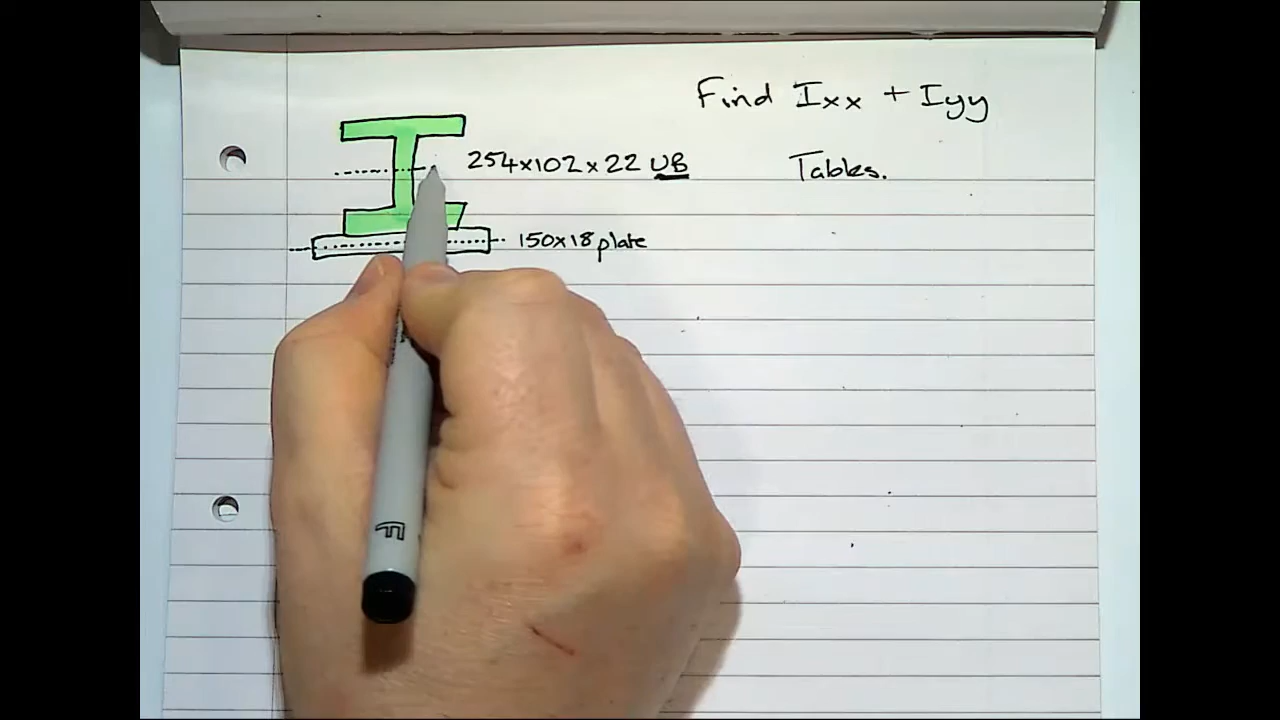 Find Ixx + Iyy
254x102x22 UB
Tables.
150x18 plate
F